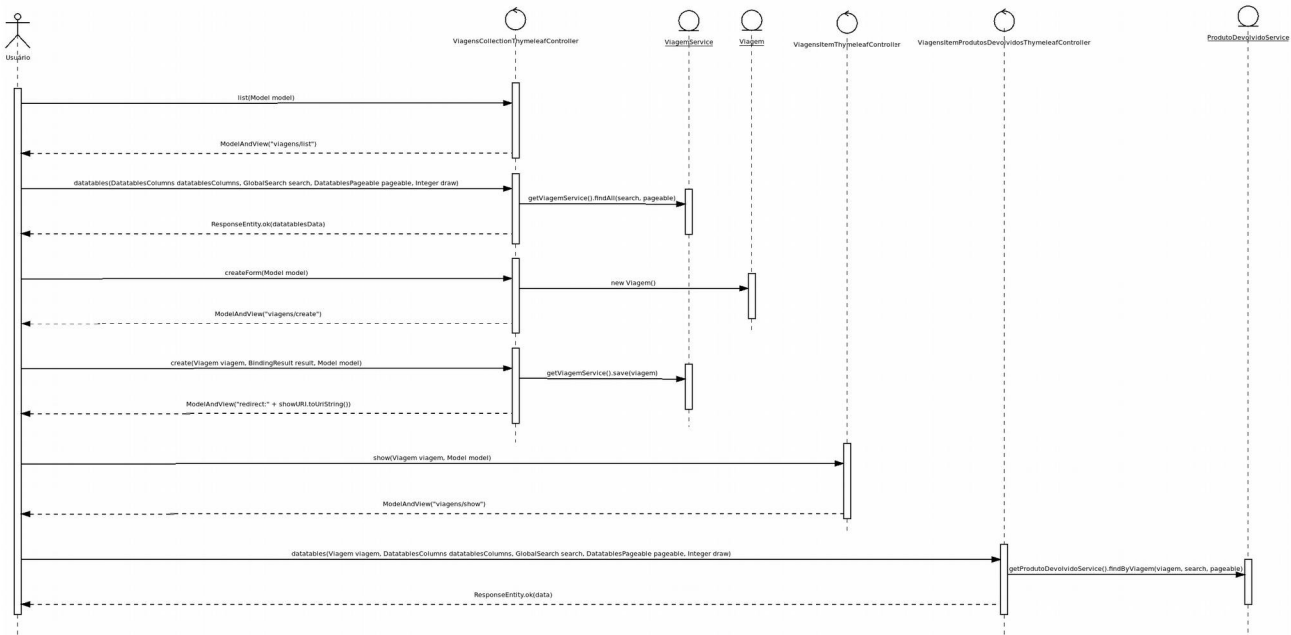 Usuário
ViagensCollectionThymeleafController
ViagemService
Viagem
ViagensItemThymeleafController
ViagensItemProdutosDevolvidosThymeleafController
ProdutoDevolvidoService
list(Model model)
ModelAndView("viagens/list")
datatables(DatatablesColumns datatablesColumns, GlobalSearch search, DatatablesPageable pageable, Integer draw)
getViagemService().findAll(search, pageable)
ResponseEntity.ok(datatablesData)
createForm(Model model)
new Viagem()
ModelAndView("viagens/create")
create(Viagem viagem, BindingResult result, Model model)
getViagemService().save(viagem)
ModelAndView("redirect:" + showURI.toUriString())
show(Viagem viagem, Model model)
ModelAndView("viagens/show")
datatables(Viagem viagem, DatatablesColumns datatablesColumns, GlobalSearch search, DatatablesPageable pageable, Integer draw)
getProdutoDevolvidoService().findByViagem(viagem, search, pageable)
ResponseEntity.ok(data)